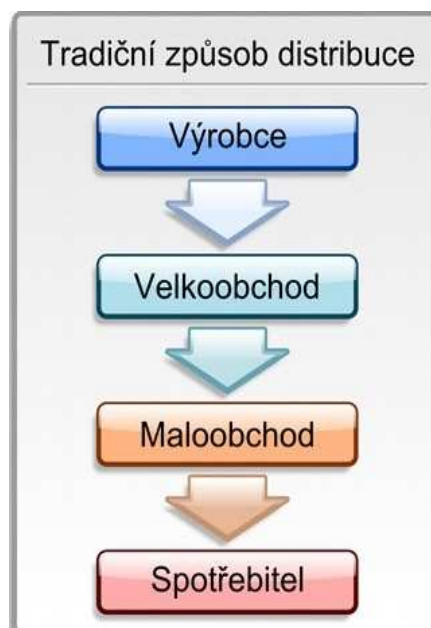 Tradiční způsob distribuce
Výrobce
Velkoobchod
Maloobchod
Spotřebitel